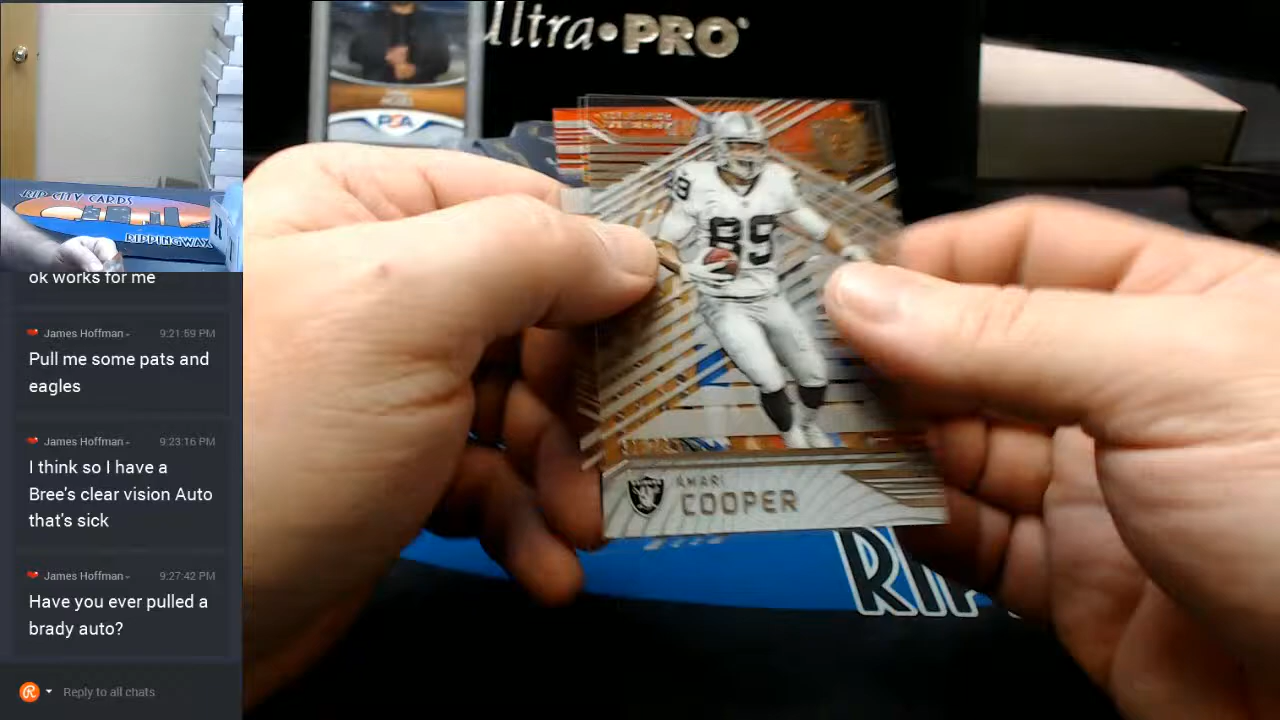 Ultra•PRO
PSA
RIP CITY CARDS
RIPPINGWAX
ok works for me
James Hoffman 9:21:59 PM
Pull me some pats and
eagles
James Hoffman 9:23:16 PM
I think so I have a
Bree's clear vision Auto
that's sick
James Hoffman 9:27:42 PM
Have you ever pulled a
brady auto?
Reply to all chats
89
89
AMARI
COOPER
RIP